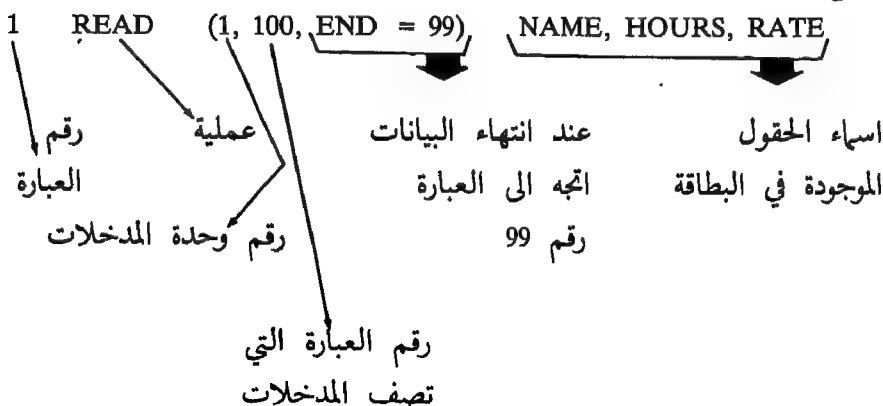 1 READ (1, 100, END = 99) NAME, HOURS, RATE
رقم العبارة
عملية
عند انتهاء البيانات
اتجه الى العبارة
رقم 99
اسماء الحقول
الموجودة في البطاقة
رقم وحدة المدخلات
رقم العبارة التي
تصف المدخلات